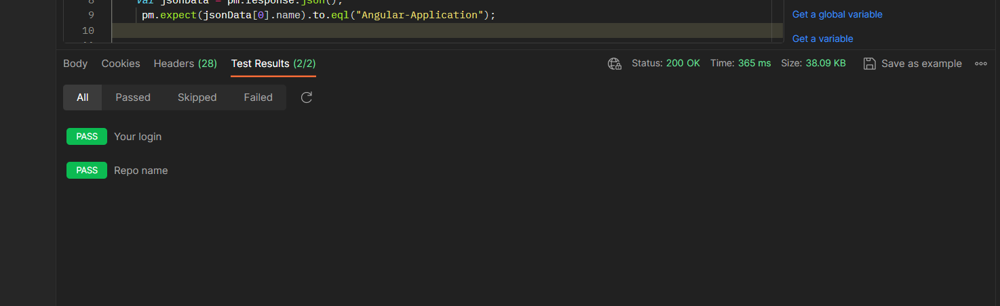 8 var jsonData = pm.response.json();
9 pm.expect(jsonData[0].name).to.eql("Angular-Application");
10
Get a global variable
Get a variable
Body Cookies Headers (28) Test Results (2/2) Status: 200 OK Time: 365 ms Size: 38.09 KB Save as example
All Passed Skipped Failed
PASS Your login
PASS Repo name